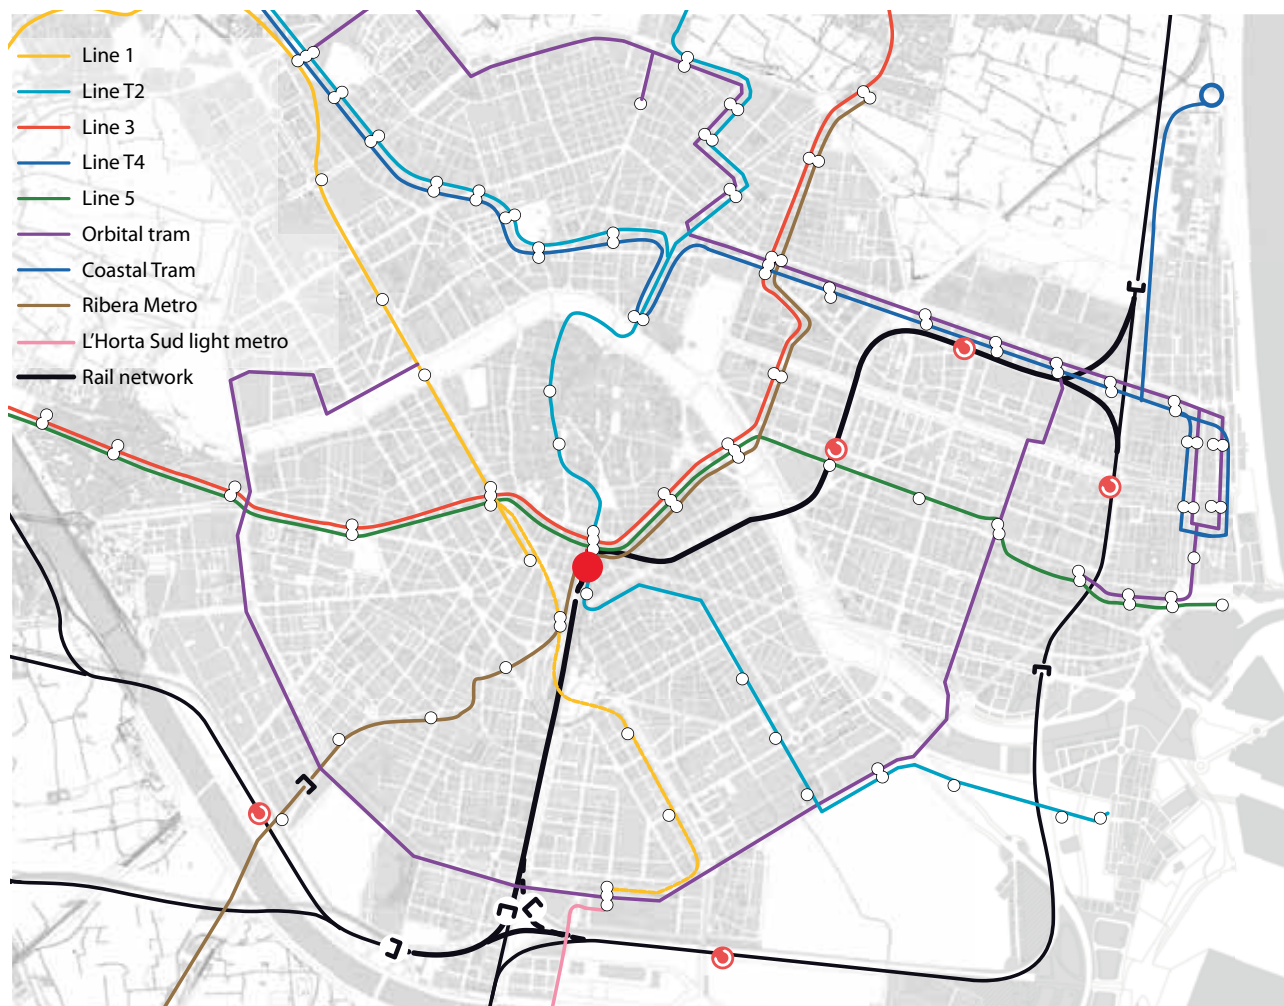 Line 1
Line T2
Line 3
Line T4
Line 5
Orbital tram
Coastal Tram
Ribera Metro
L'Horta Sud light metro
Rail network